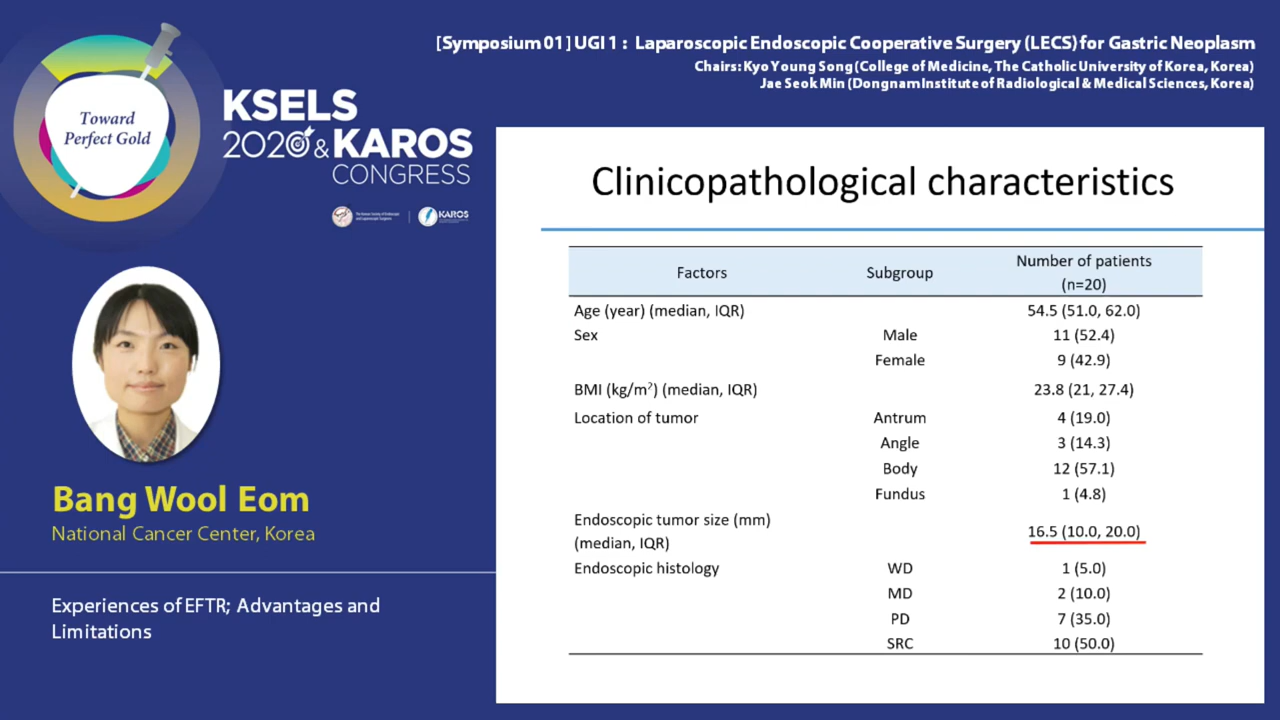 [Symposium 01] UGI 1 : Laparoscopic Endoscopic Cooperative Surgery (LECS) for Gastric Neoplasm
Chairs: Kyo Young Song (College of Medicine, The Catholic University of Korea, Korea)
Jae Seok Min (Dongnam Institute of Radiological & Medical Sciences, Korea)
Toward
Perfect Gold
KSELS
2020 & KAROS
CONGRESS
KAROS
Bang Wool Eom
National Cancer Center, Korea
Experiences of EFTR; Advantages and
Limitations
Clinicopathological characteristics
Factors Subgroup Number of patients
(n=20)
Age (year) (median, IQR) 54.5 (51.0, 62.0)
Sex Male 11 (52.4)
Female 9 (42.9)
BMI (kg/m²) (median, IQR) 23.8 (21, 27.4)
Location of tumor Antrum 4 (19.0)
Angle 3 (14.3)
Body 12 (57.1)
Fundus 1 (4.8)
Endoscopic tumor size (mm)
(median, IQR) 16.5 (10.0, 20.0)
Endoscopic histology WD 1 (5.0)
MD 2 (10.0)
PD 7 (35.0)
SRC 10 (50.0)